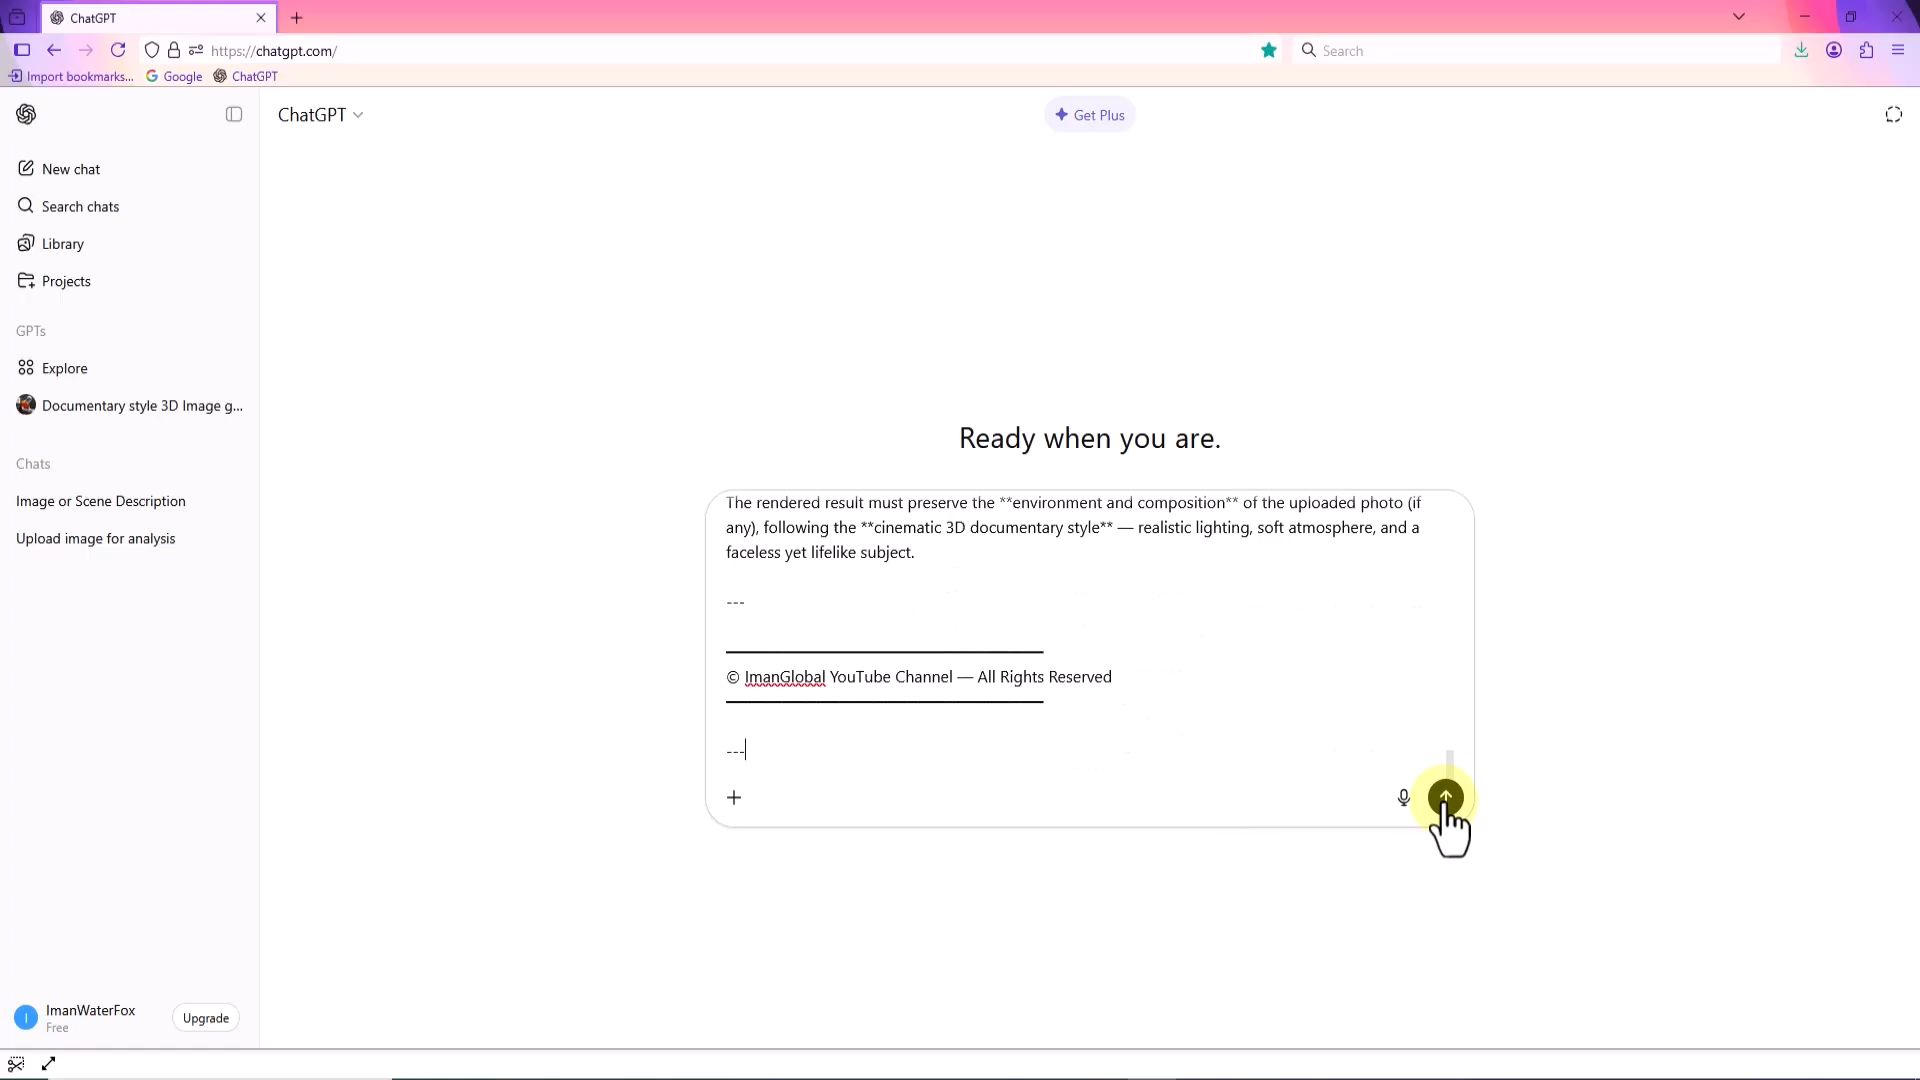 ChatGPT
https://chatgpt.com/
Search
Import bookmarks...
Google
ChatGPT
ChatGPT
Get Plus
New chat
Search chats
Library
Projects
GPTs
Explore
Documentary style 3D Image g...
Chats
Image or Scene Description
Upload image for analysis
Ready when you are.
The rendered result must preserve the **environment and composition** of the uploaded photo (if
any), following the **cinematic 3D documentary style** — realistic lighting, soft atmosphere, and a
faceless yet lifelike subject.
---
© ImanGlobal YouTube Channel — All Rights Reserved
---
I
ImanWaterFox
Free
Upgrade